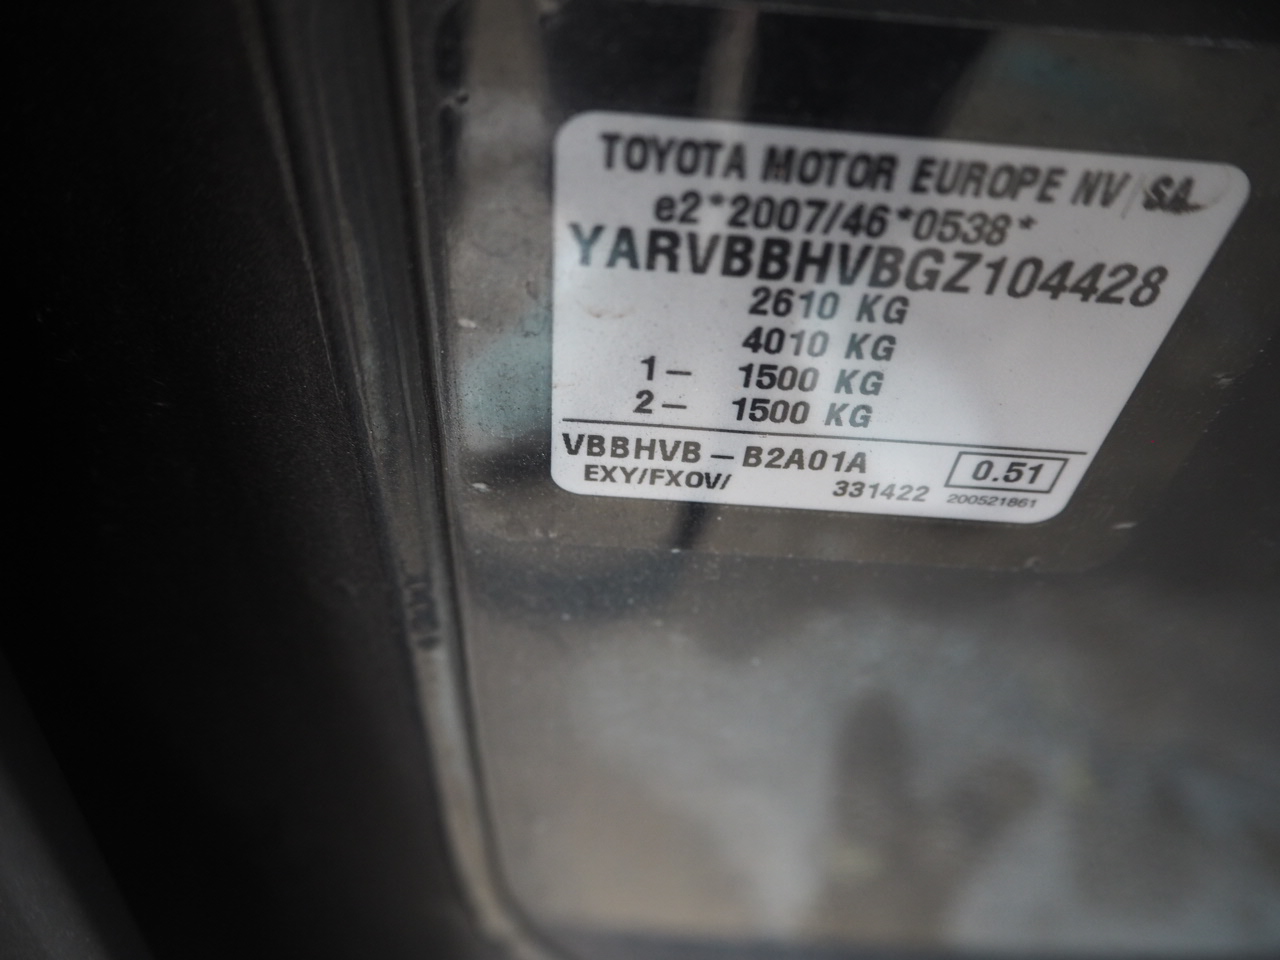 TOYOTA MOTOR EUROPE NV/SA
e2*2007/46*0538*
YARVBBHVBGZ104428
2610 KG
4010 KG
1 – 1500 KG
2 – 1500 KG
VBBHVB – B2A01A 0.51
EXY/FXOV/ 331422 200521861